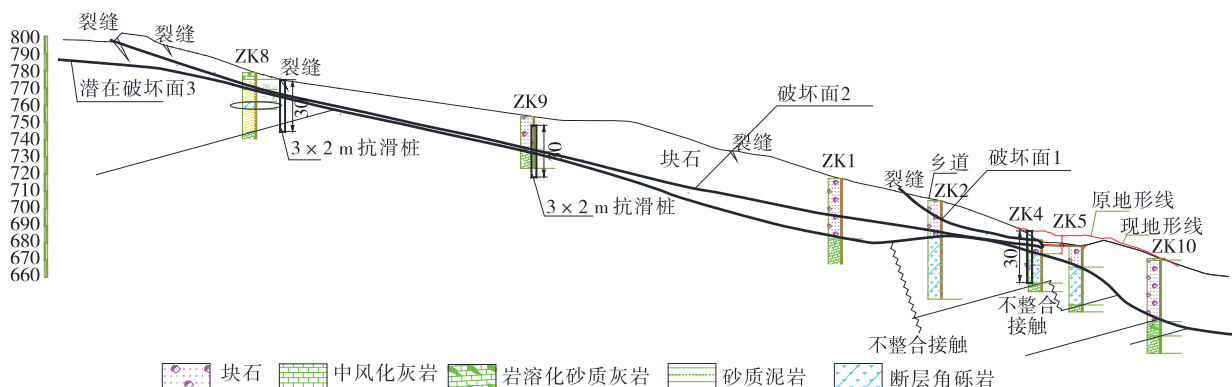 裂缝
裂缝
800
790
780
770
760
750
740
730
720
710
700
690
680
670
660
潜在破坏面3
ZK8
裂缝
30
3×2 m抗滑桩
ZK9
30
3×2 m抗滑桩
破坏面2
块石
裂缝
ZK1
裂缝
乡道
ZK2
破坏面1
ZK4
30
ZK5
原地形线
现地形线
ZK10
不整合接触
不整合
接触
块石
中风化灰岩
岩溶化砂质灰岩
砂质泥岩
断层角砾岩